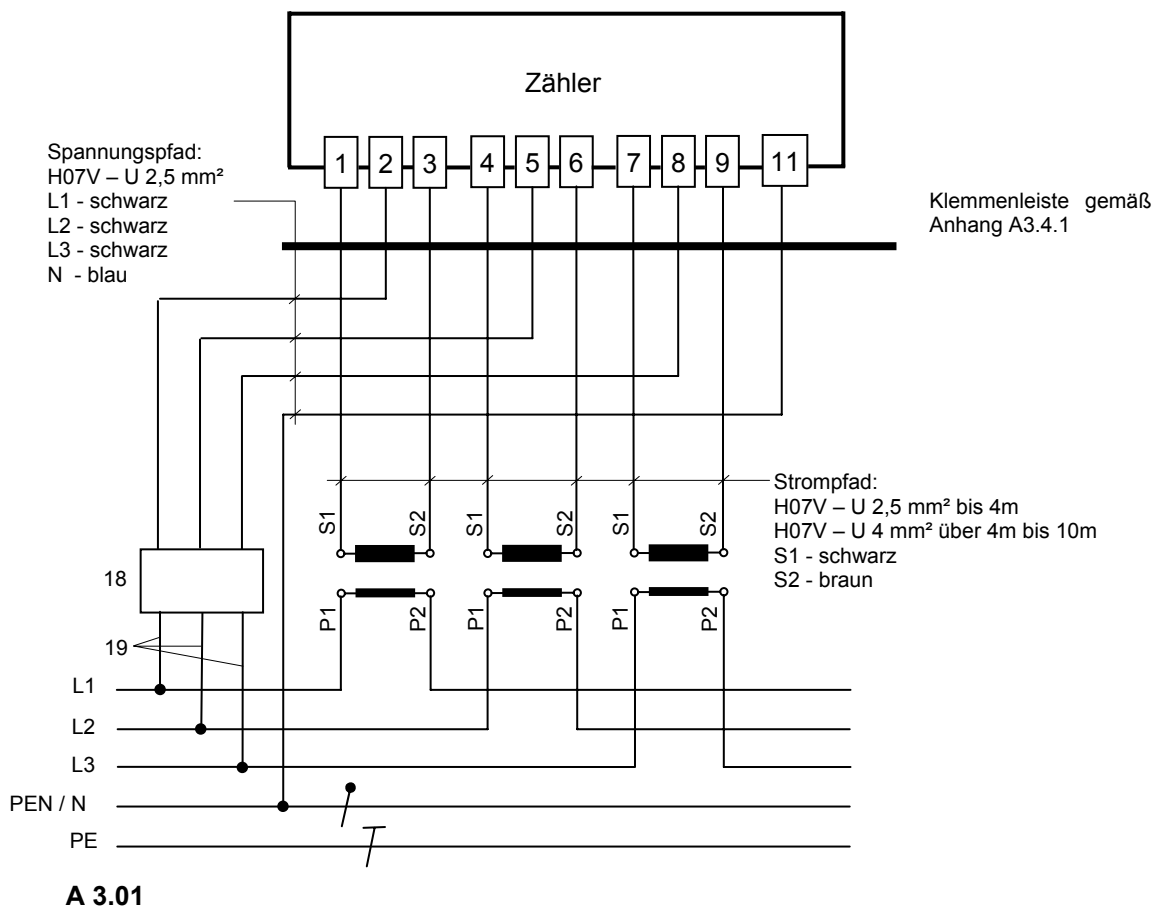 Zähler
1 2 3 4 5 6 7 8 9 11
Spannungspfad:
H07V – U 2,5 mm²
L1 - schwarz
L2 - schwarz
L3 - schwarz
N - blau
Klemmenleiste gemäß
Anhang A3.4.1
Strompfad:
H07V – U 2,5 mm² bis 4m
H07V – U 4 mm² über 4m bis 10m
S1 - schwarz
S2 - braun
S1 S2 S1 S2 S1 S2
18
P1 P2 P1 P2 P1 P2
19
L1
L2
L3
PEN / N
PE
A 3.01